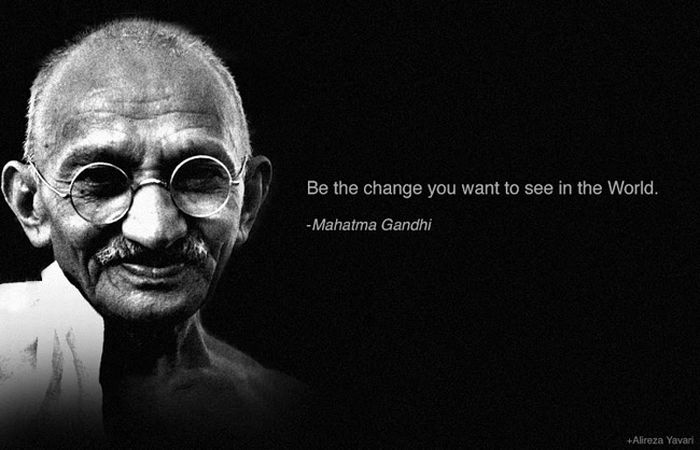 Be the change you want to see in the World.
-Mahatma Gandhi
+Alireza Yavari